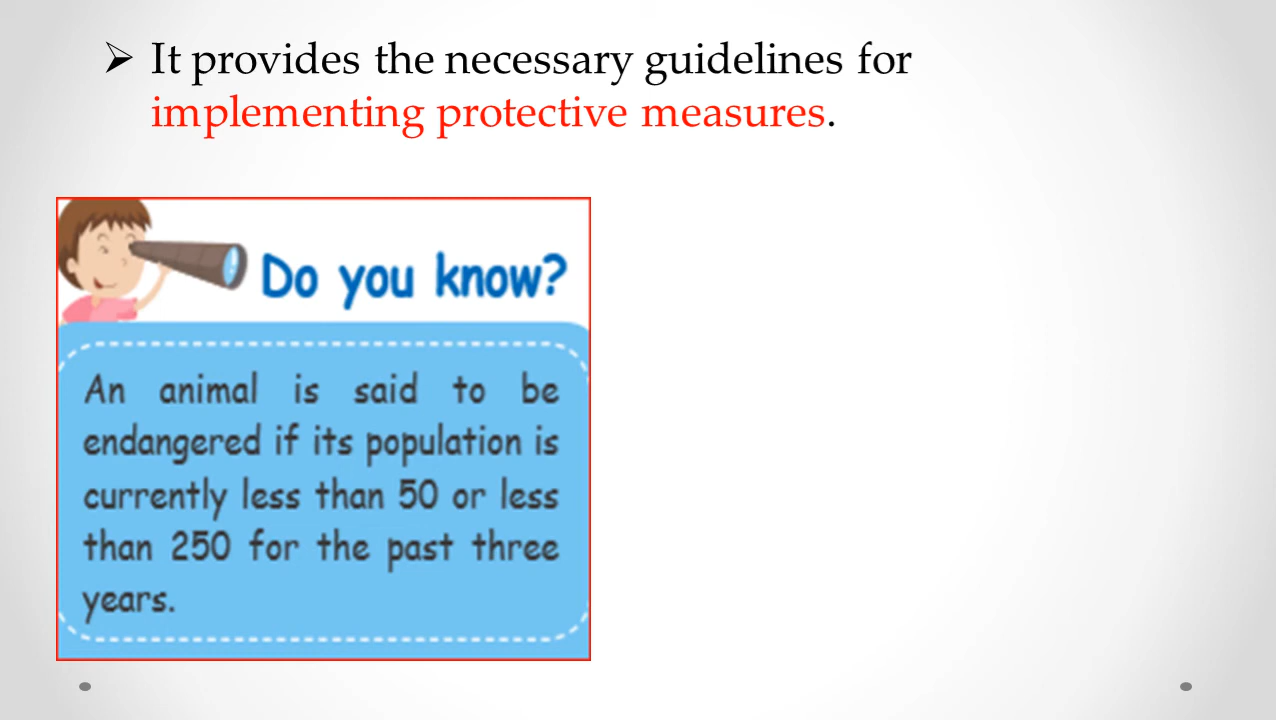 It provides the necessary guidelines for
implementing protective measures.
Do you know?
An animal is said to be
endangered if its population is
currently less than 50 or less
than 250 for the past three
years.